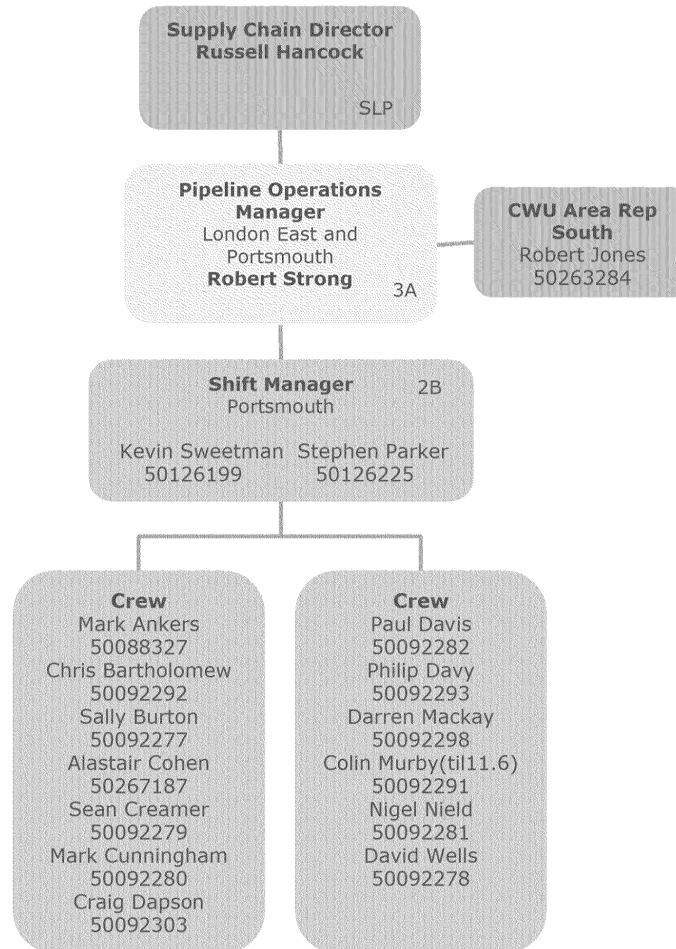 Supply Chain Director
Russell Hancock
SLP
Pipeline Operations
Manager
London East and
Portsmouth
Robert Strong
3A
CWU Area Rep
South
Robert Jones
50263284
Shift Manager
2B
Portsmouth
Kevin Sweetman Stephen Parker
50126199 50126225
Crew
Mark Ankers
50088327
Chris Bartholomew
50092292
Sally Burton
50092277
Alastair Cohen
50267187
Sean Creamer
50092279
Mark Cunningham
50092280
Craig Dapson
50092303
Crew
Paul Davis
50092282
Philip Davy
50092293
Darren Mackay
50092298
Colin Murby(til11.6)
50092291
Nigel Nield
50092281
David Wells
50092278